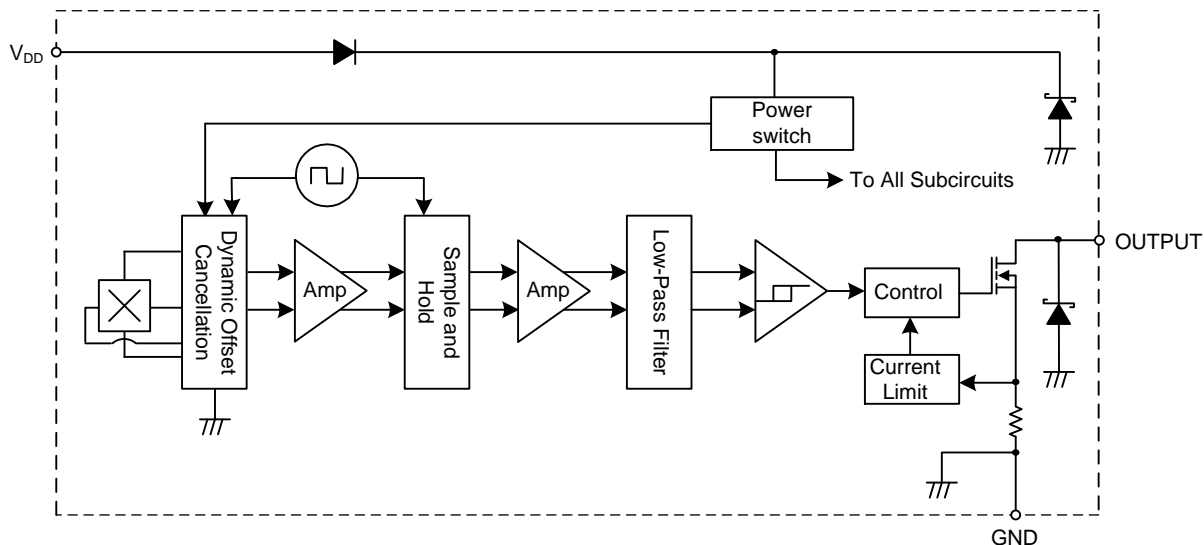 VDD
Power
switch
To All Subcircuits
Dynamic Offset
Cancellation
Amp
Sample and
Hold
Amp
Low-Pass Filter
Control
Current
Limit
OUTPUT
GND